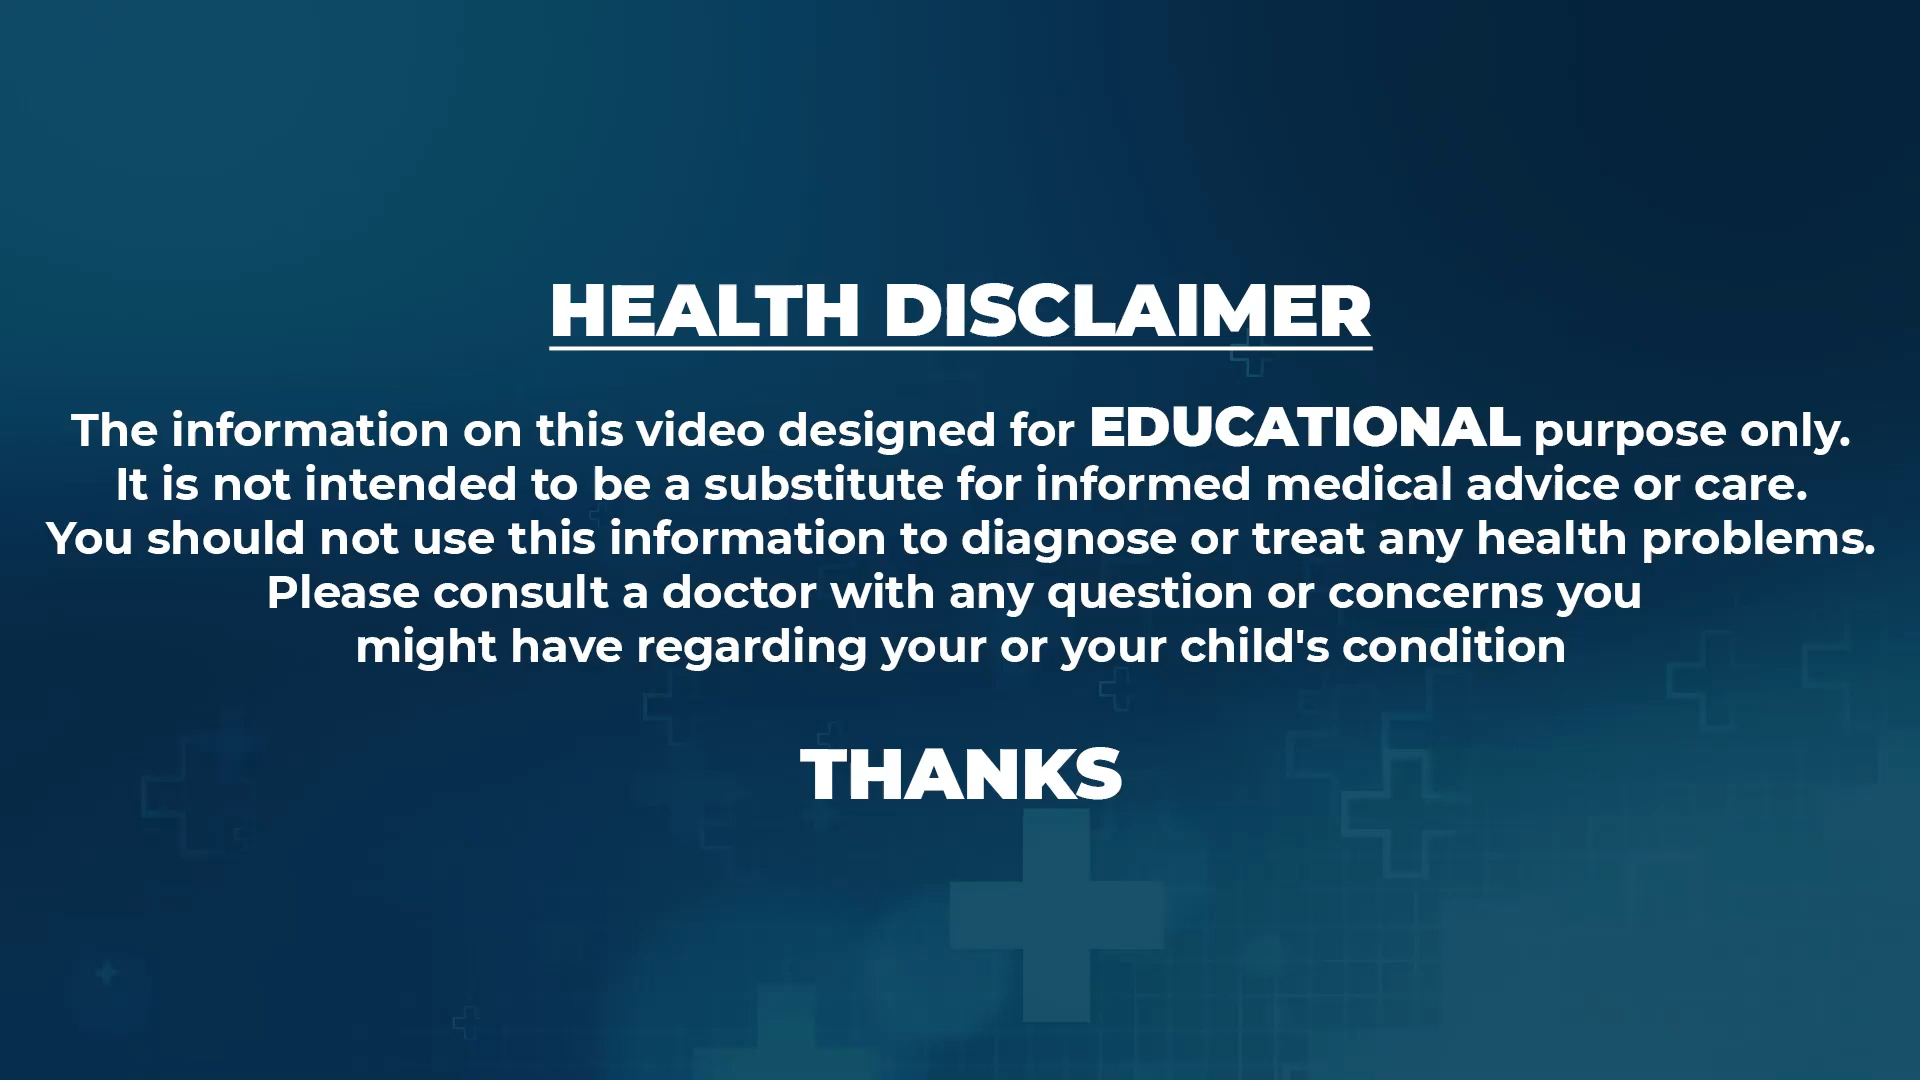 HEALTH DISCLAIMER
The information on this video designed for EDUCATIONAL purpose only.
It is not intended to be a substitute for informed medical advice or care.
You should not use this information to diagnose or treat any health problems.
Please consult a doctor with any question or concerns you
might have regarding your or your child's condition
THANKS